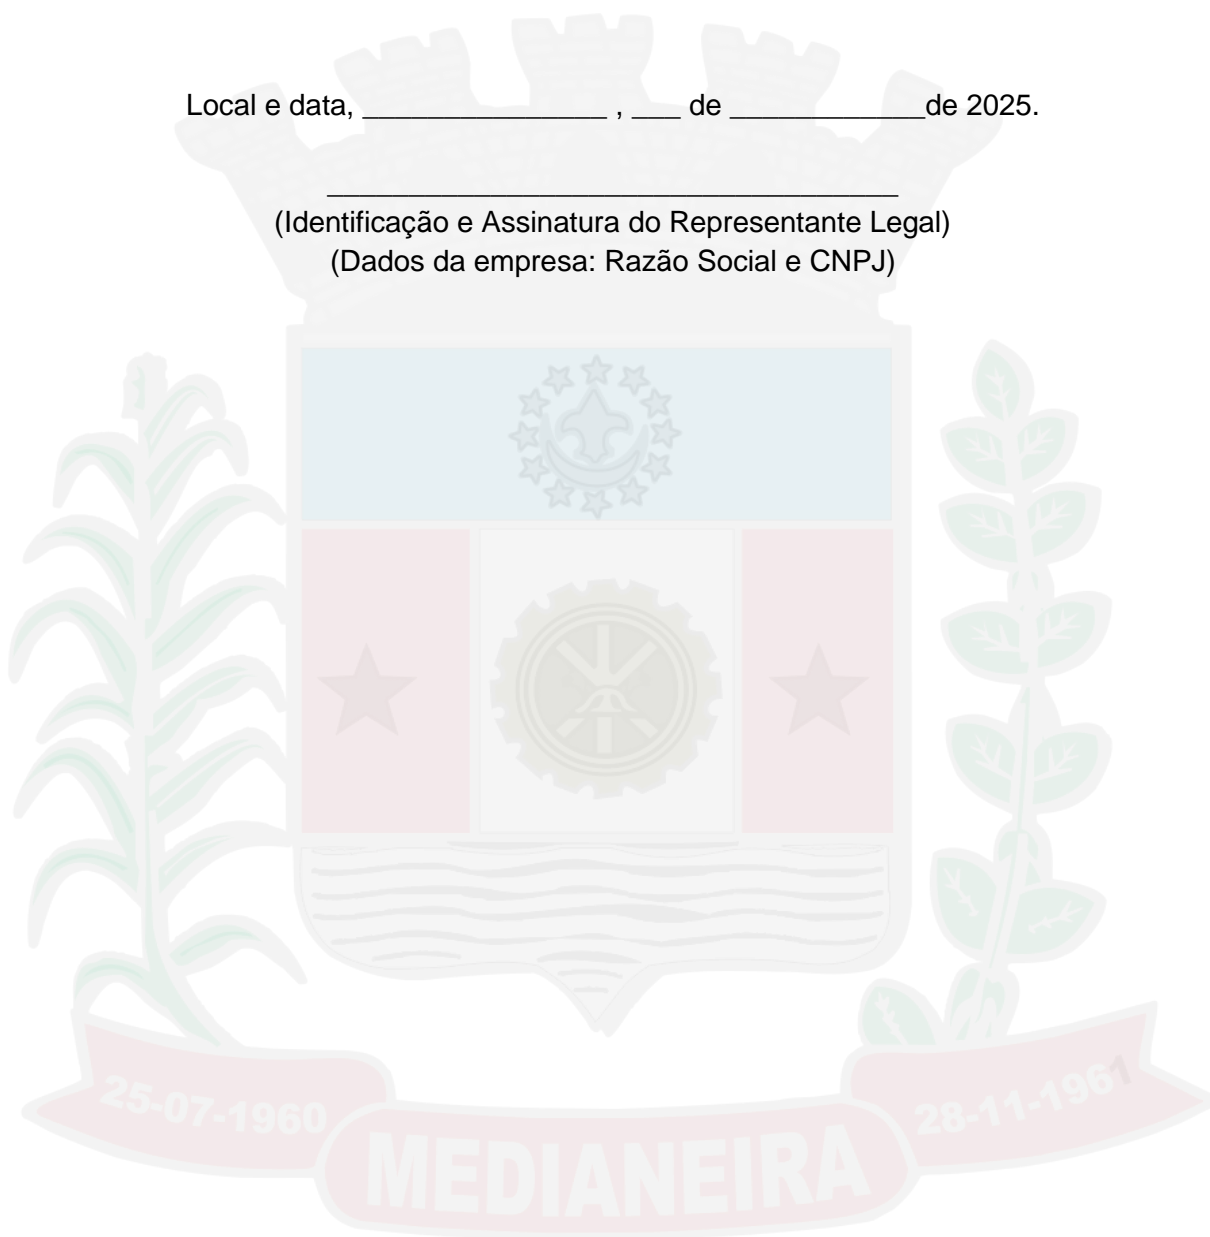 Local e data, _______________ , ___ de ____________de 2025.
___________________________________
(Identificação e Assinatura do Representante Legal)
(Dados da empresa: Razão Social e CNPJ)
25-07-1960
28-11-1961
MEDIANEIRA